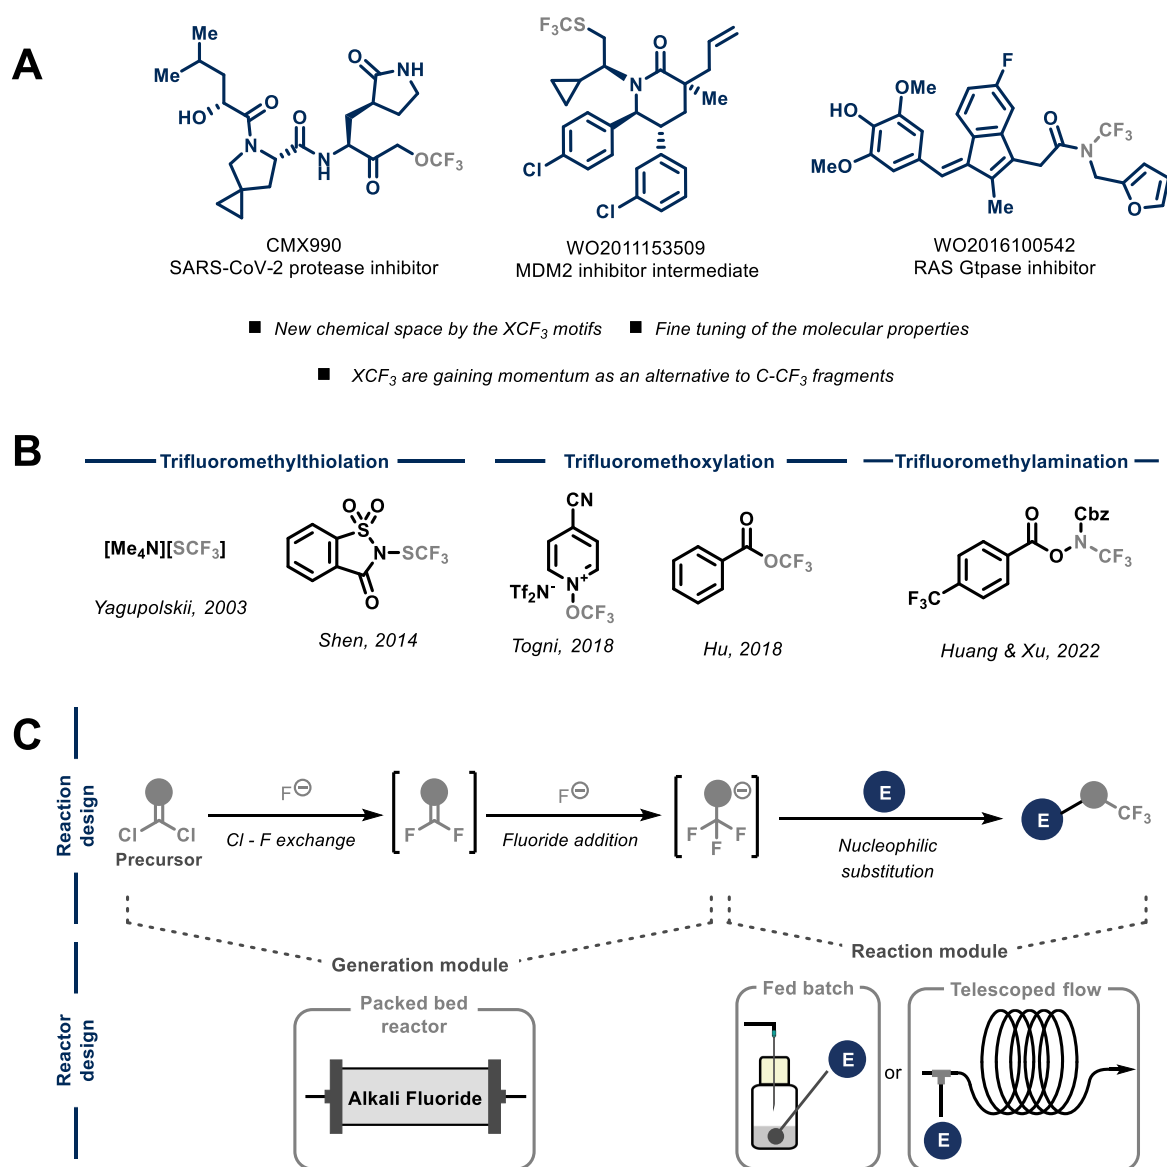 A
Me
Me
HO
O
N
O
N
H
O
NH
O
OCF3
CMX990
SARS-CoV-2 protease inhibitor
F3CS
O
N
Me
Cl
Cl
WO2011153509
MDM2 inhibitor intermediate
F
OMe
HO
MeO
Me
O
N
CF3
O
WO2016100542
RAS Gtpase inhibitor
New chemical space by the XCF3 motifs
Fine tuning of the molecular properties
XCF3 are gaining momentum as an alternative to C-CF3 fragments
B
Trifluoromethylthiolation
[Me4N][SCF3]
Yagupolskii, 2003
O O
S
N SCF3
O
Shen, 2014
Trifluoromethoxylation
CN
Tf2N-
N+
OCF3
Togni, 2018
O
OCF3
Hu, 2018
Trifluoromethylamination
Cbz
O
N
O
CF3
F3C
Huang & Xu, 2022
C
Reaction
design
Cl Cl
Precursor
F⊖
Cl - F exchange
F F
F⊖
Fluoride addition
⊖
F F
F
E
Nucleophilic
substitution
E
CF3
Reactor
design
Generation module
Packed bed
reactor
Alkali Fluoride
Reaction module
Fed batch
E
or
Telescoped flow
E